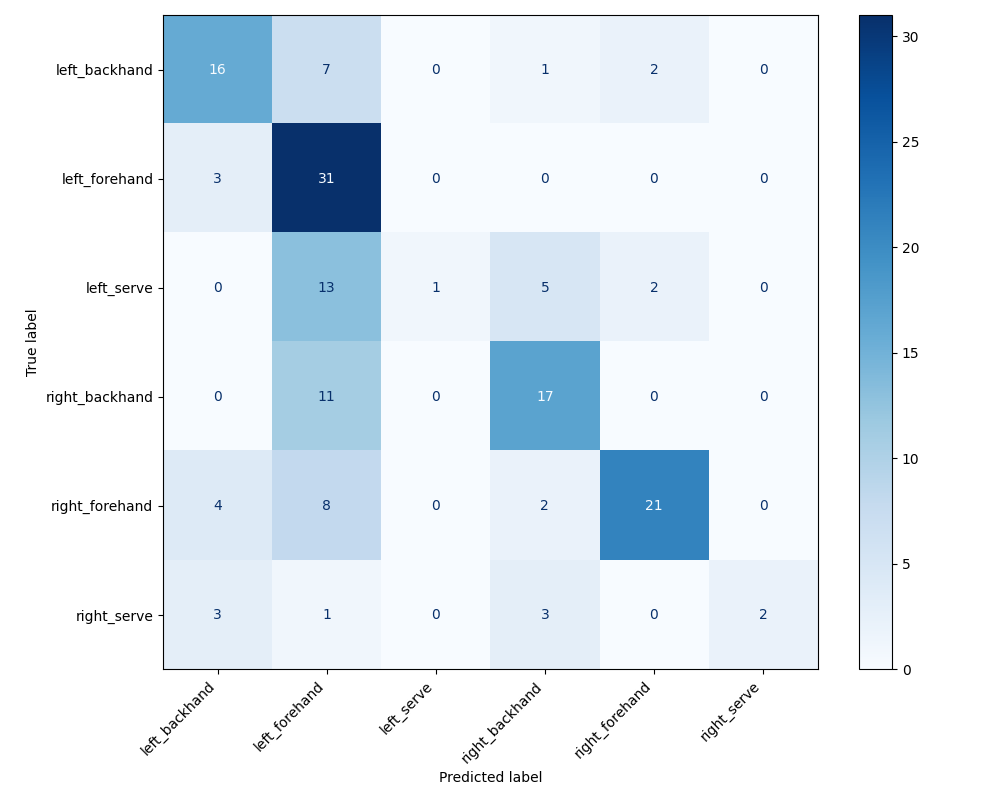 left_backhand 16 7 0 1 2 0
left_forehand 3 31 0 0 0 0
left_serve 0 13 1 5 2 0
right_backhand 0 11 0 17 0 0
right_forehand 4 8 0 2 21 0
right_serve 3 1 0 3 0 2
left_backhand left_forehand left_serve right_backhand right_forehand right_serve
Predicted label
True label
30
25
20
15
10
5
0